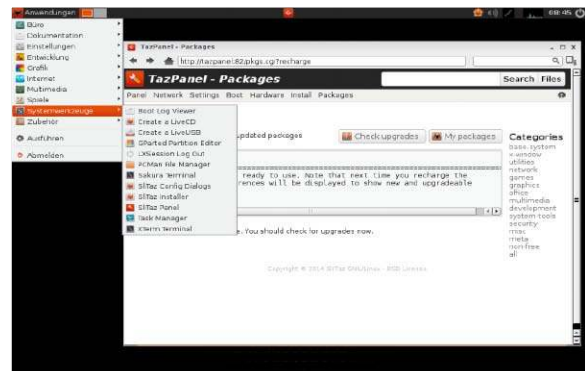 Anwendungen
08:45
Büro
Dokumentation
Einstellungen
Entwicklung
Grafik
Internet
Multimedia
Spiele
Systemwerkzeuge
Zubehör
Ausführen
Abmelden
Boot Log Viewer
Create a LiveCD
Create a LiveUSB
GParted Partition Editor
LXSession Log Out
PCMan File Manager
Sakura Terminal
SliTaz Config Dialogs
SliTaz Installer
SliTaz Panel
Task Manager
XTerm Terminal
TazPanel - Packages
http://tazpanel:82/pkgs.cgi?recharge
TazPanel - Packages
Search Files
Panel Network Settings Boot Hardware Install Packages
updated packages
Check upgrades
My packages
ready to use. Note that next time you recharge the
rences will be displayed to show new and upgradeable
e. You should check for upgrades now.
Copyright © 2014 SliTaz GNU/Linux - BSD License
Categories
base-system
x-window
utilities
network
games
graphics
office
multimedia
development
system-tools
security
misc
meta
non-free
all